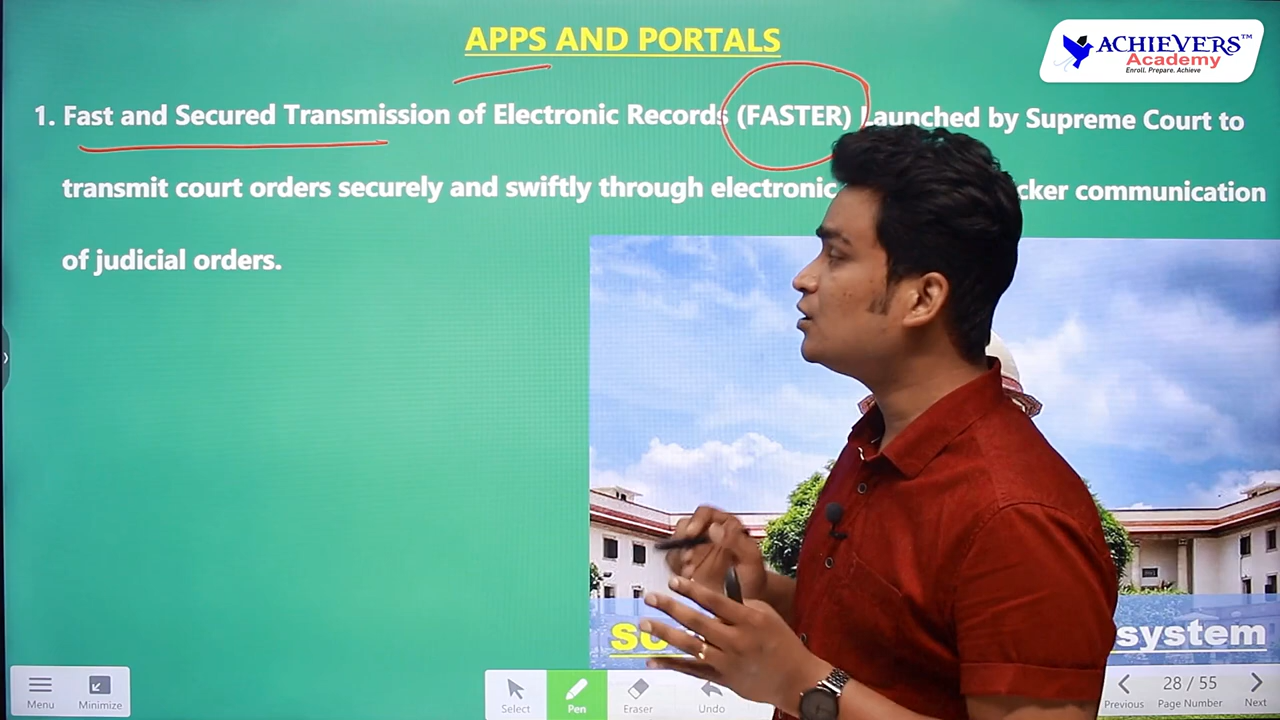 APPS AND PORTALS
ACHIEVERS™
Academy
Enroll. Prepare. Achieve
1. Fast and Secured Transmission of Electronic Records (FASTER) Launched by Supreme Court to
transmit court orders securely and swiftly through electronic communication
of judicial orders.
system
Menu
Minimize
Select
Pen
Eraser
Undo
28 / 55
Previous
Page Number
Next